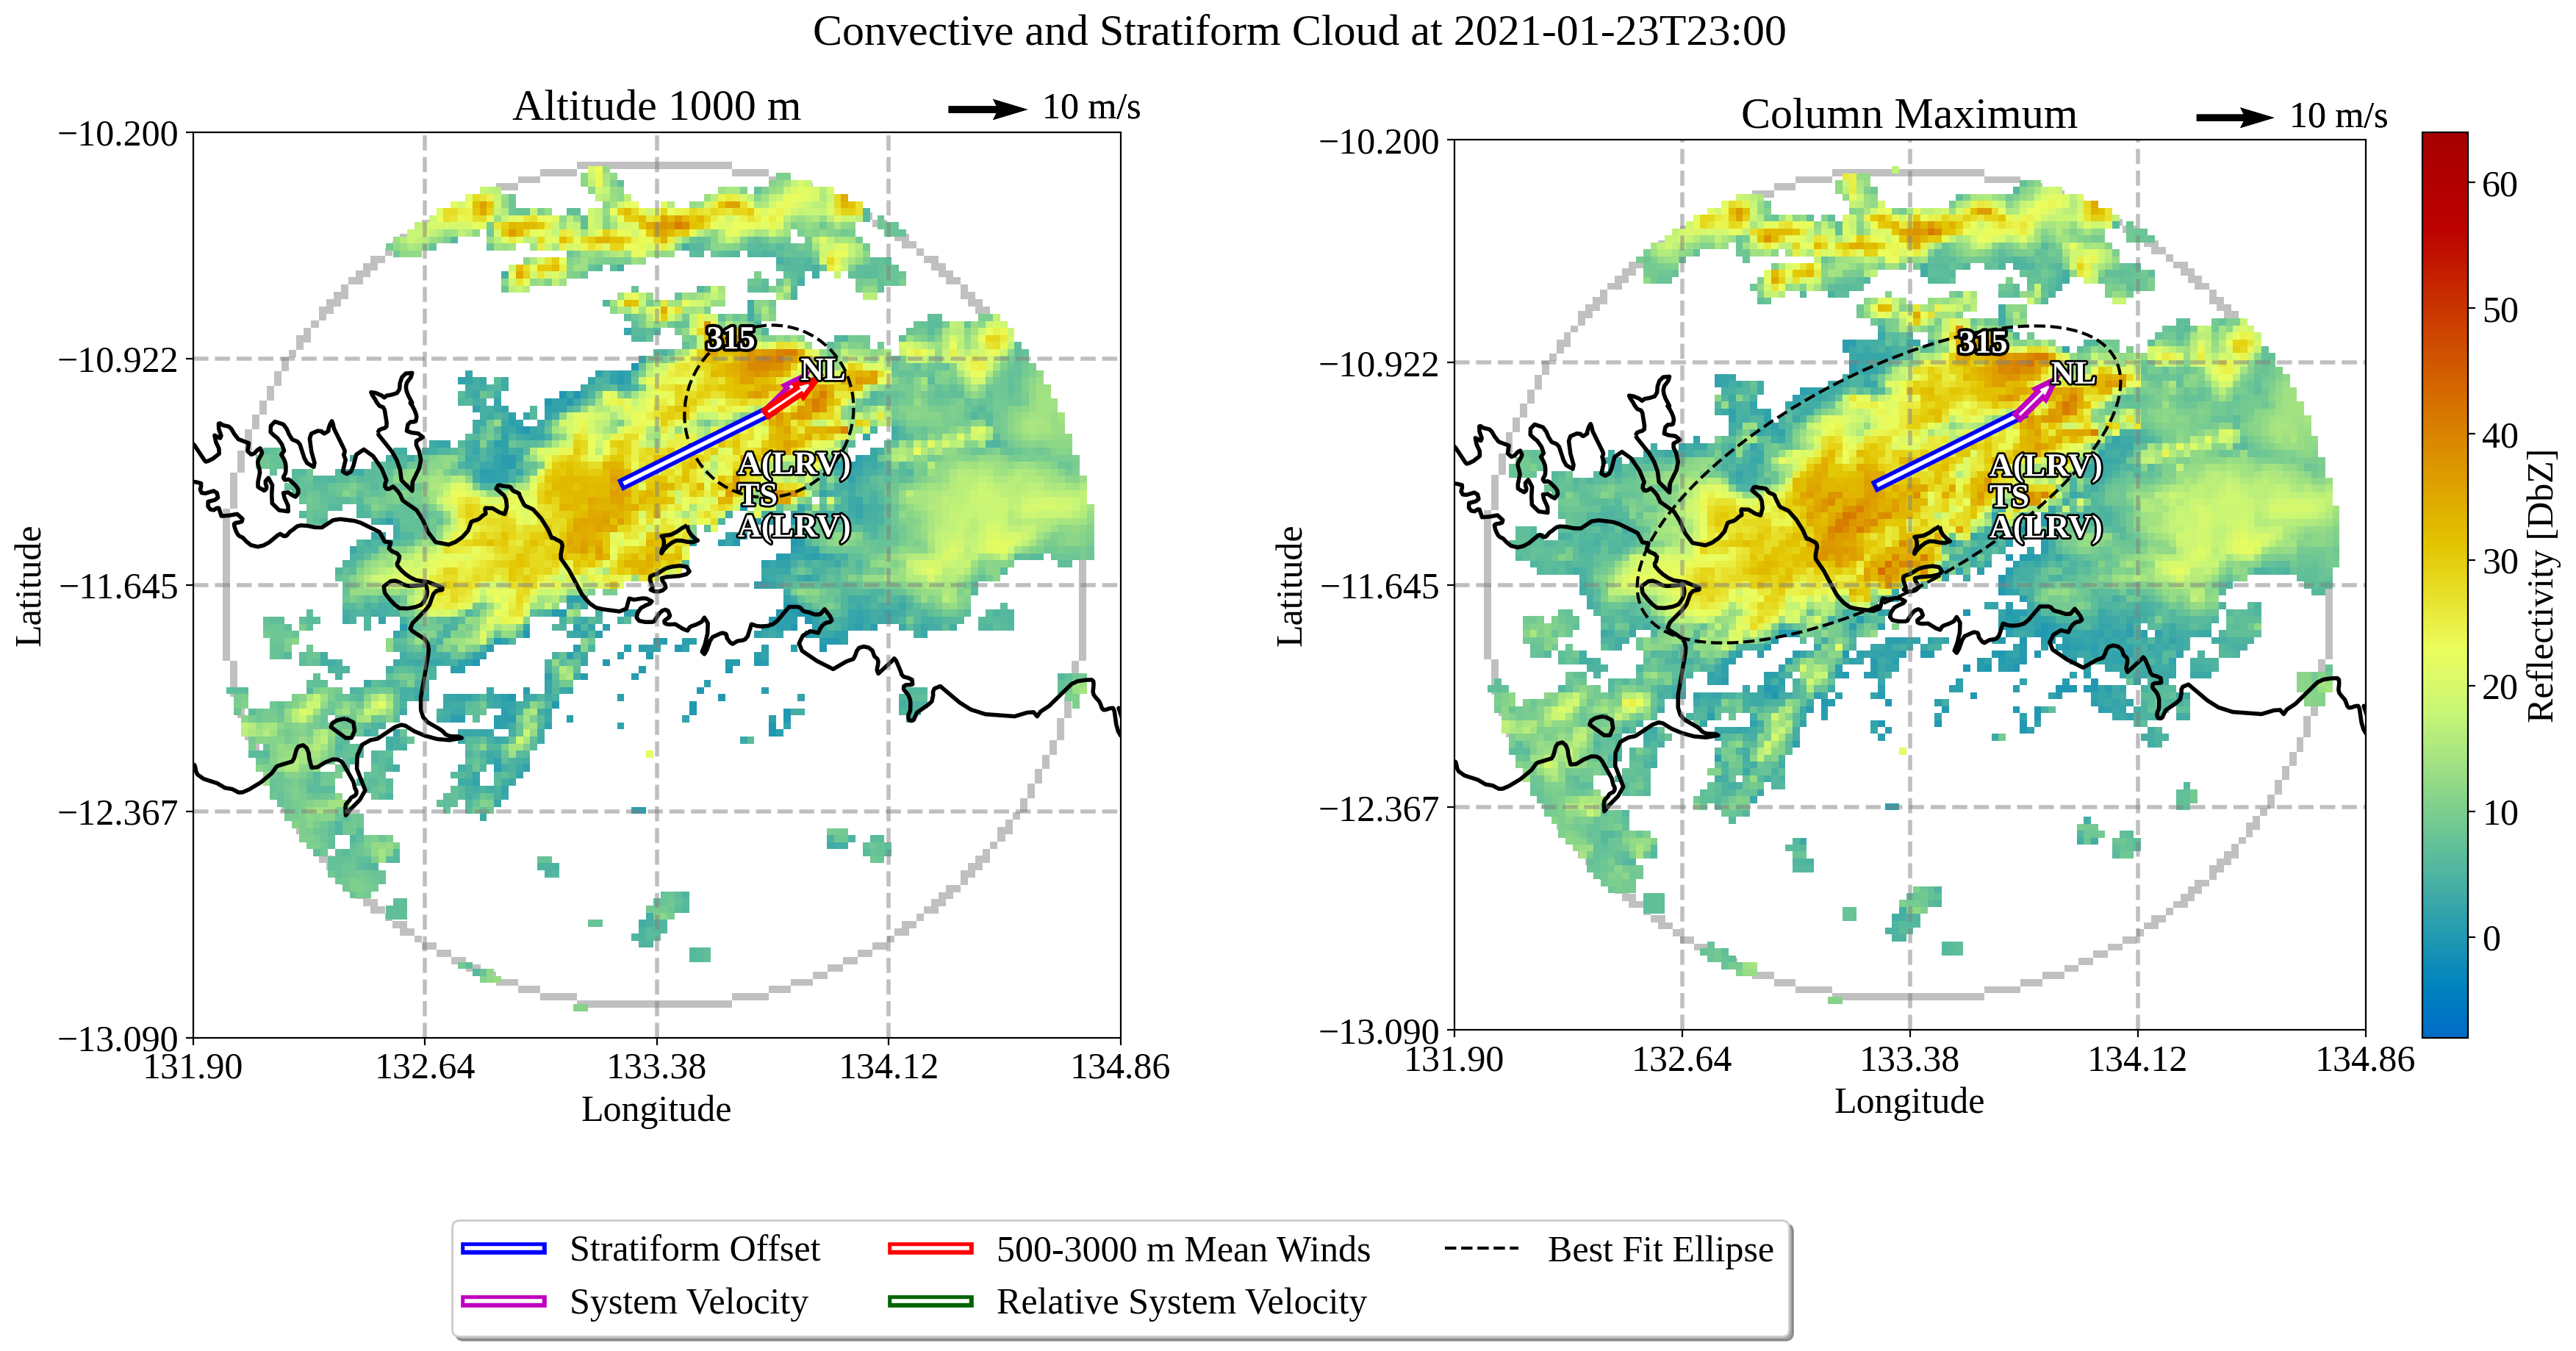 Convective and Stratiform Cloud at 2021-01-23T23:00
Altitude 1000 m
10 m/s
−10.200
−10.922
−11.645
−12.367
−13.090
Latitude
131.90
132.64
133.38
134.12
134.86
Longitude
315
NL
A(LRV)
TS
A(LRV)
Column Maximum
10 m/s
−10.200
−10.922
−11.645
−12.367
−13.090
Latitude
131.90
132.64
133.38
134.12
134.86
Longitude
315
NL
A(LRV)
TS
A(LRV)
60
50
40
30
20
10
0
Reflectivity [DbZ]
Stratiform Offset
500-3000 m Mean Winds
Best Fit Ellipse
System Velocity
Relative System Velocity